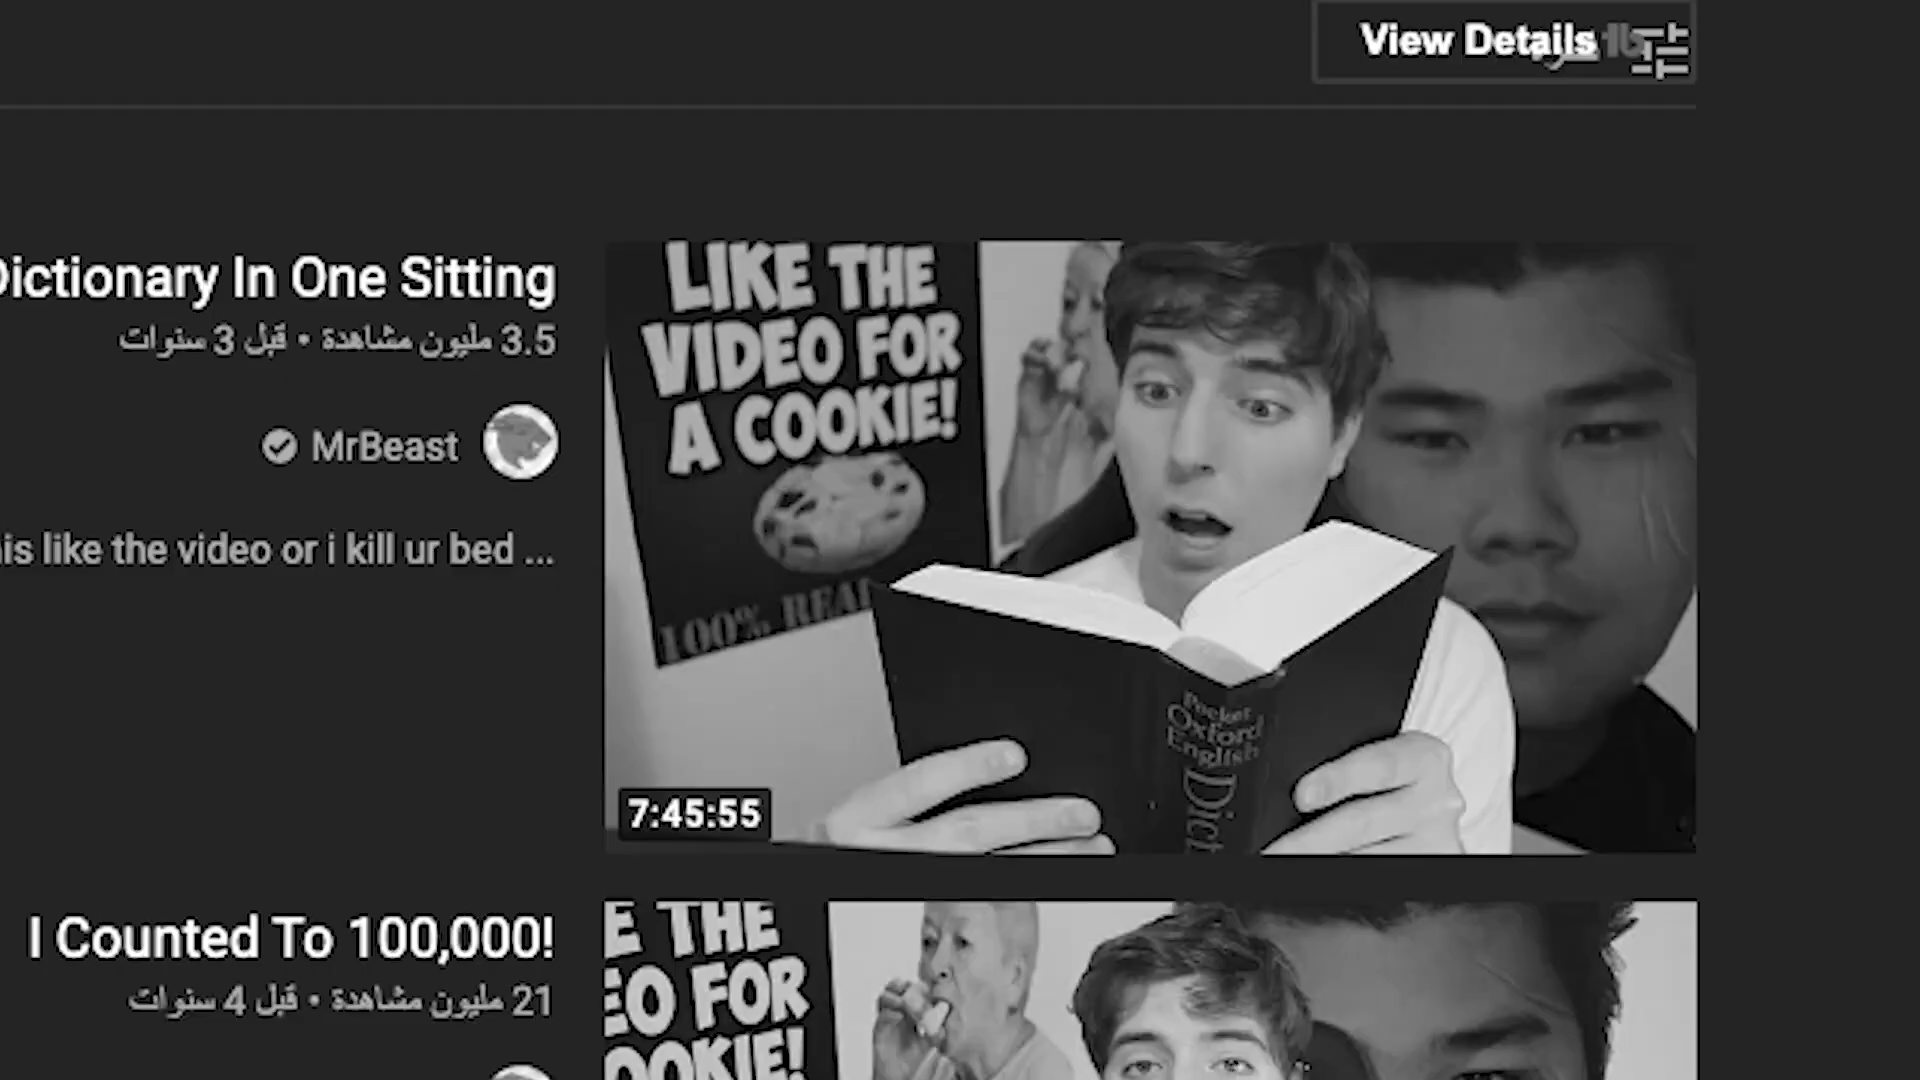 View Details
Dictionary In One Sitting
3.5 مليون مشاهدة • قبل 3 سنوات
MrBeast
is like the video or i kill ur bed ...
LIKE THE
VIDEO FOR
A COOKIE!
100% REAL
Pocket
Oxford
English
Dict
7:45:55
I Counted To 100,000!
21 مليون مشاهدة • قبل 4 سنوات
E THE
EO FOR
OOKIE!